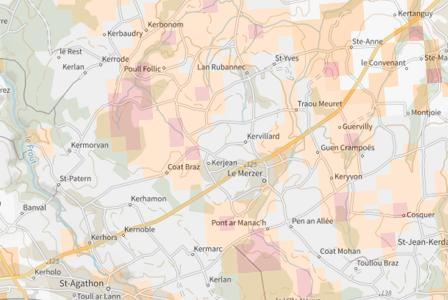 Kertanguy
Kerbonom
Kerbaudry
Ste-Anne
le Rest
Kerrode
St-Yves
le Convenant
Ste-Ma
Kerlan
Poull Follic
Lan Rubannec
Traou Meuret
Montjoie
Guervilly
Kervillard
Kermorvan
Guen Crampoës
Kerjean
Coat Braz
Le Merzer
Keryvon
St-Patern
Kerhamon
Banval
Cosquer
Pont ar Manac'h
Pen an Allée
Kernoble
Kerhors
St-Jean-Kerda
Kermarc
Coat Mohan
Toullou Braz
Kerholo
St-Agathon
Kerlan
Toull ar Lann